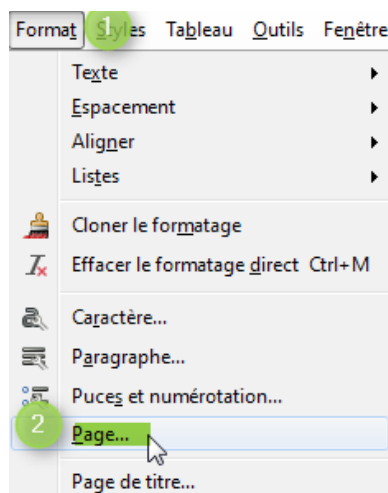 Format 1 Styles Tableau Outils Fenêtre
Texte
Espacement
Aligner
Listes
Cloner le formatage
Effacer le formatage direct Ctrl+M
Caractère...
Paragraphe...
Puces et numérotation...
2 Page...
Page de titre...